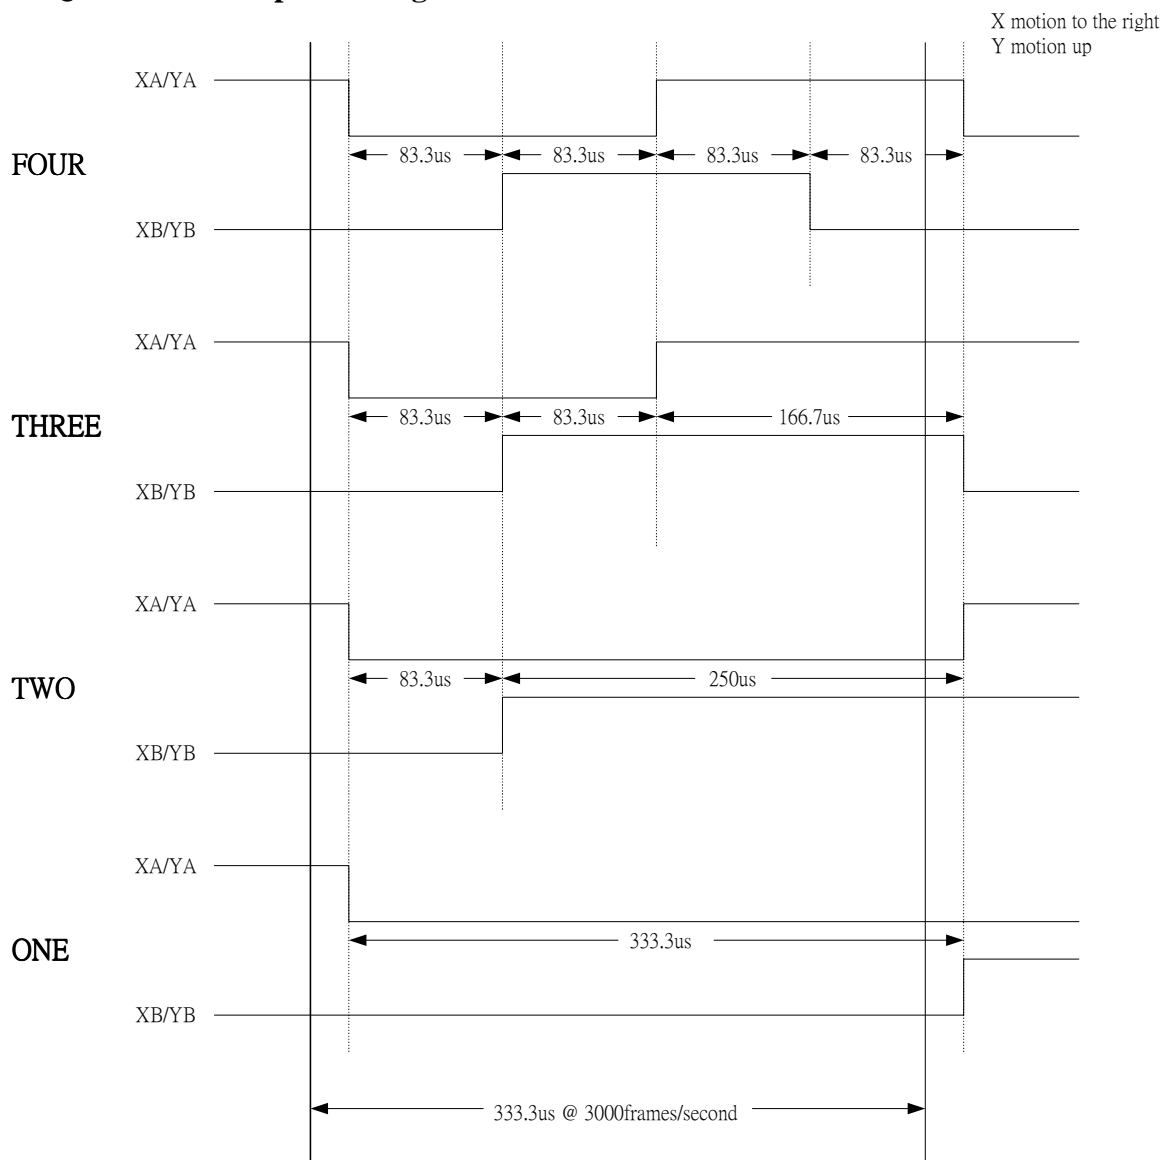 X motion to the right
Y motion up
XA/YA
83.3us 83.3us 83.3us 83.3us
FOUR
XB/YB
XA/YA
83.3us 83.3us 166.7us
THREE
XB/YB
XA/YA
83.3us 250us
TWO
XB/YB
XA/YA
333.3us
ONE
XB/YB
333.3us @ 3000frames/second